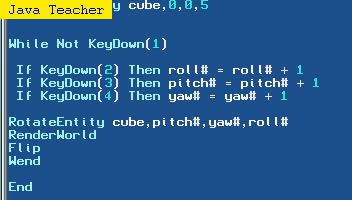 Java Teacher
y cube,0,0,5
While Not KeyDown(1)
If KeyDown(2) Then roll# = roll# + 1
If KeyDown(3) Then pitch# = pitch# + 1
If KeyDown(4) Then yaw# = yaw# + 1
RotateEntity cube,pitch#,yaw#,roll#
RenderWorld
Flip
Wend
End